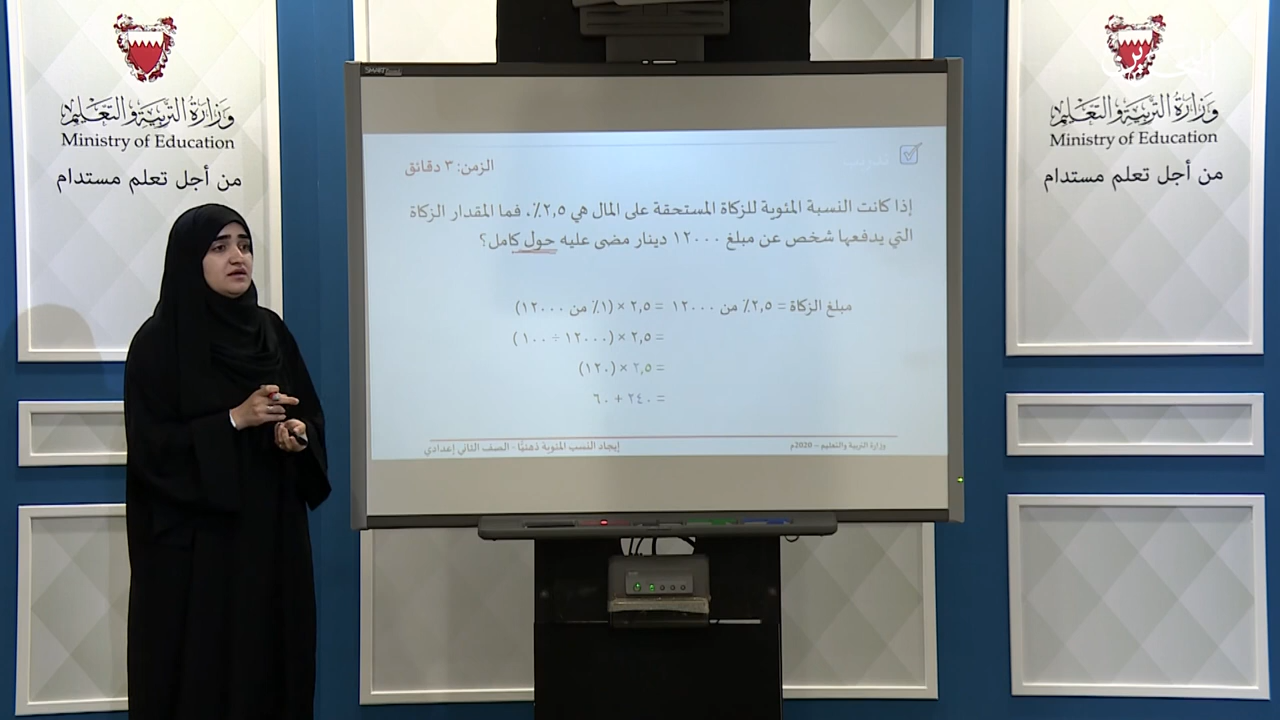 وزارة التربية والتعليم
Ministry of Education
من أجل تعلم مستدام
SMART
الزمن: ٣ دقائق
إذا كانت النسبة المئوية للزكاة المستحقة على المال هي ٢,٥٪، فما المقدار الزكاة
التي يدفعها شخص عن مبلغ ١٢٠٠٠ دينار مضى عليه حول كامل؟
مبلغ الزكاة = ٢,٥٪ من ١٢٠٠٠ = ٢,٥ × (١٪ من ١٢٠٠٠)
= ٢,٥ × (١٢٠٠٠ ÷ ١٠٠)
= ٢,٥ × (١٢٠)
= ٢٤٠ + ٦٠
وزارة التربية والتعليم – 2020م
إيجاد النسب المئوية ذهنيًّا - الصف الثاني إعدادي
وزارة التربية والتعليم
Ministry of Education
من أجل تعلم مستدام